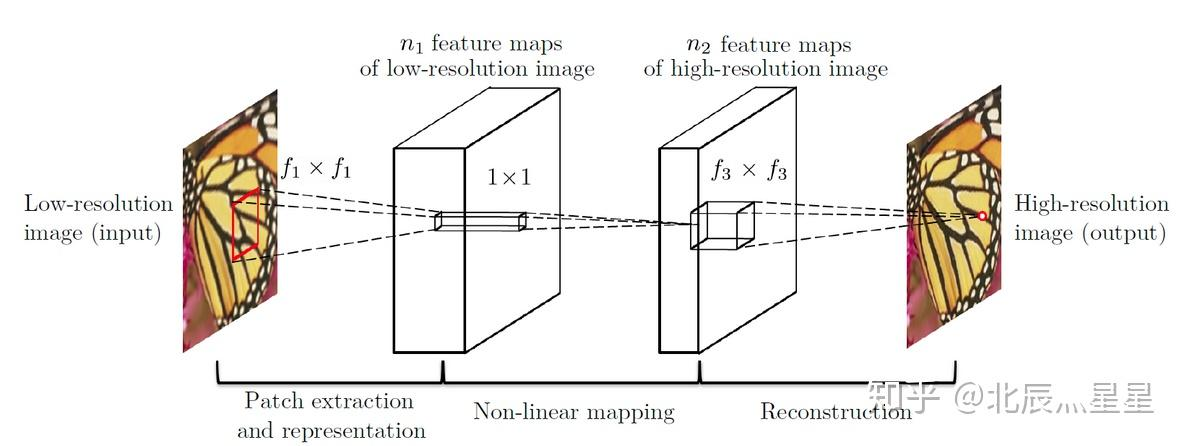 n₁ feature maps
of low-resolution image
n₂ feature maps
of high-resolution image
f₁ × f₁
1×1
f₃ × f₃
Low-resolution
image (input)
High-resolution
image (output)
Patch extraction
and representation
Non-linear mapping
Reconstruction
知乎 @北辰灬星星